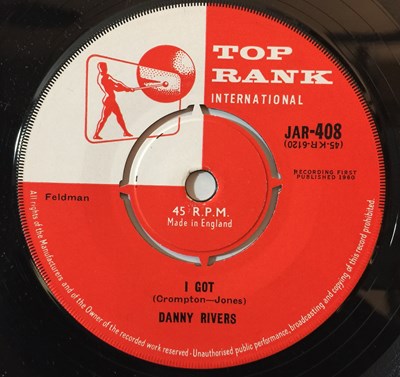 TOP
RANK
INTERNATIONAL
JAR-408
(45-K-R-6120)
RECORDING FIRST
PUBLISHED 1960
Feldman
45 R.P.M.
Made in England
I GOT
(Crompton—Jones)
DANNY RIVERS
All rights of the Manufacturers and of the Owner of the recorded work reserved - Unauthorised public performance, broadcasting and copying of this record prohibited.